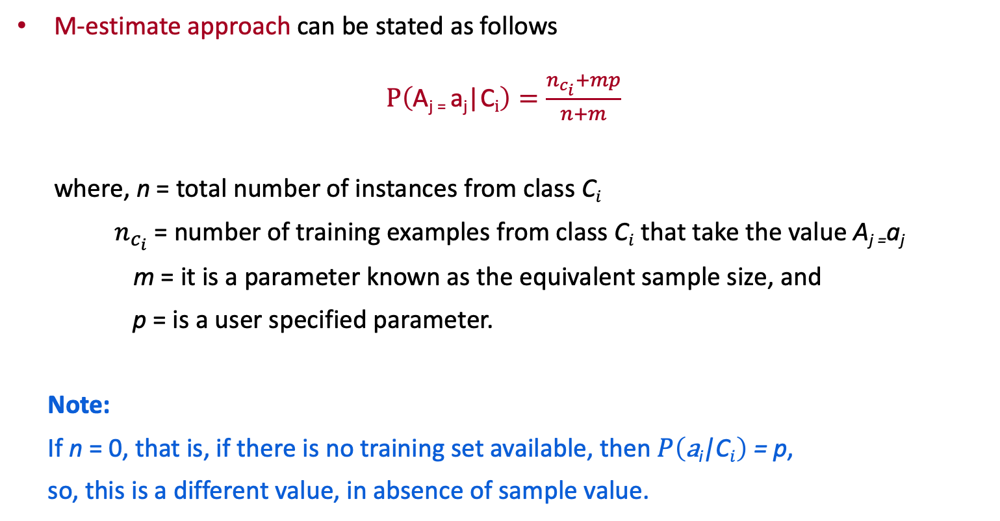 • M-estimate approach can be stated as follows
P(A_j = a_j|C_i) = \frac{n_{c_i}+mp}{n+m}
where, n = total number of instances from class C_i
n_{c_i} = number of training examples from class C_i that take the value A_j =a_j
m = it is a parameter known as the equivalent sample size, and
p = is a user specified parameter.
Note:
If n = 0, that is, if there is no training set available, then P(a_i|C_i) = p,
so, this is a different value, in absence of sample value.